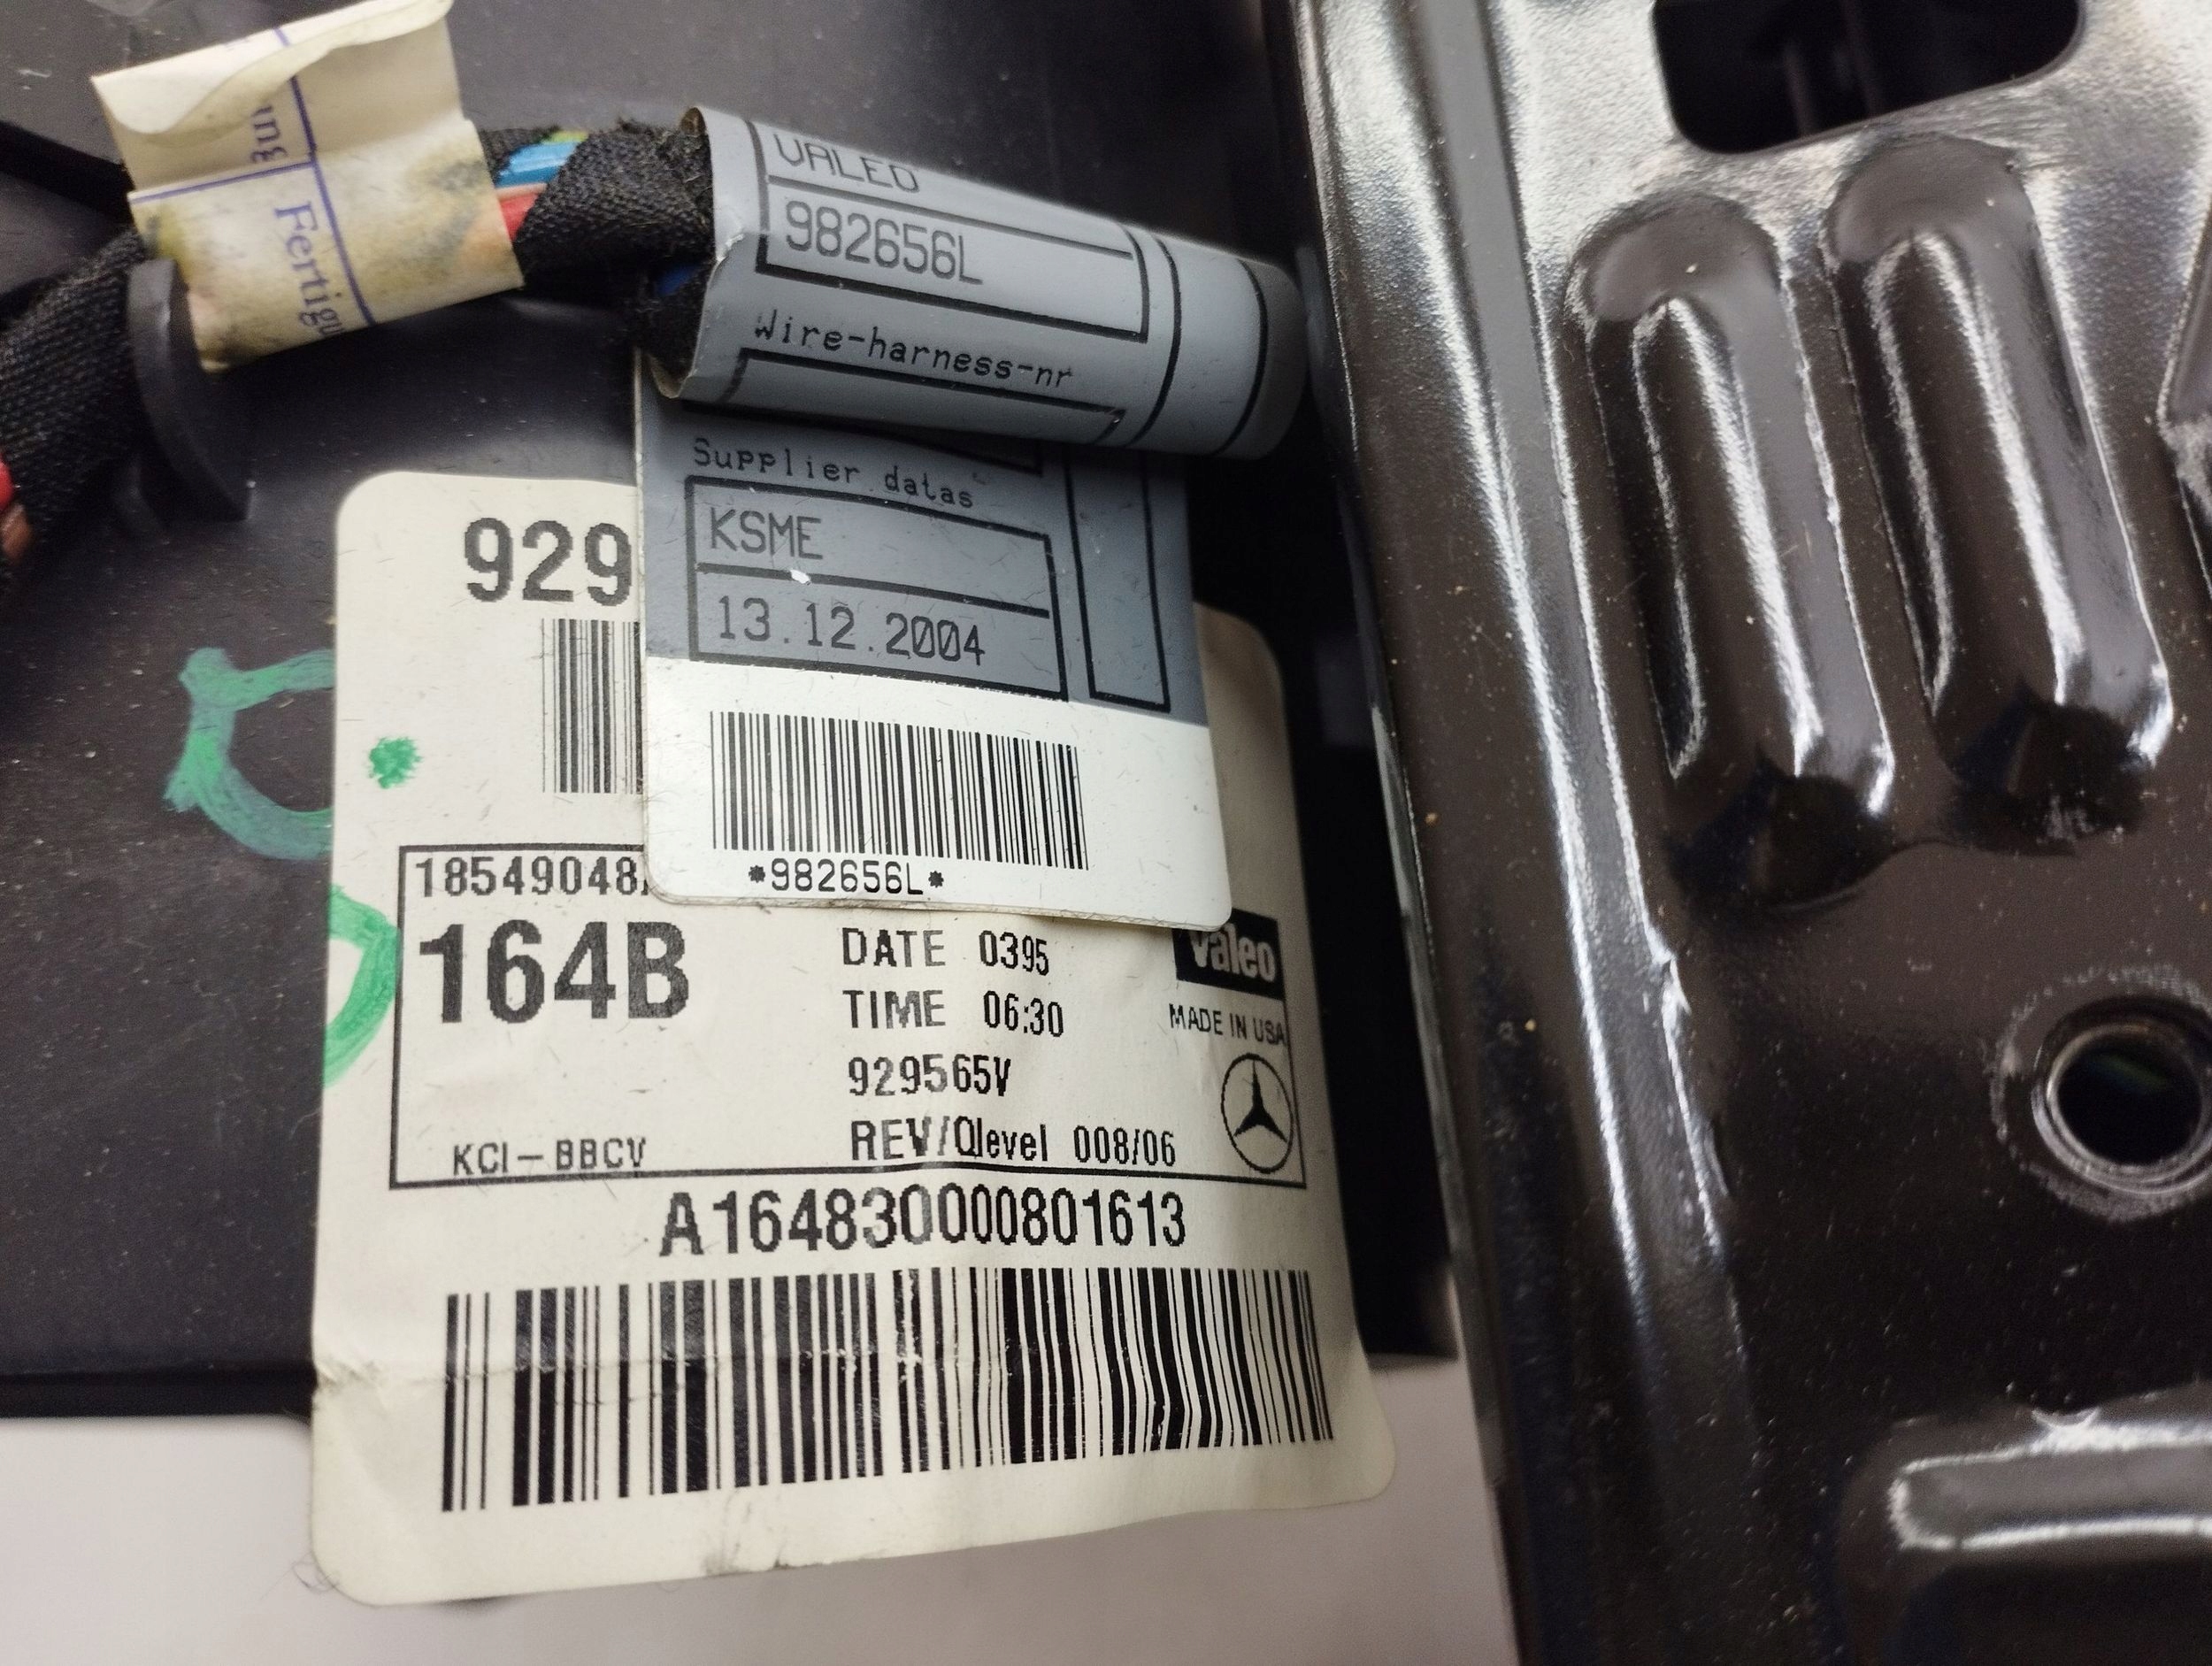 Fertigu
VALEO
982656L
Wire-harness-nr
Supplier datas
KSME
13.12.2004
*982656L*
929
18549048
164B
DATE 0395
TIME 06:30
929565V
REV/Qlevel 008/06
KCI-BBCV
Valeo
MADE IN USA
A164830000801613